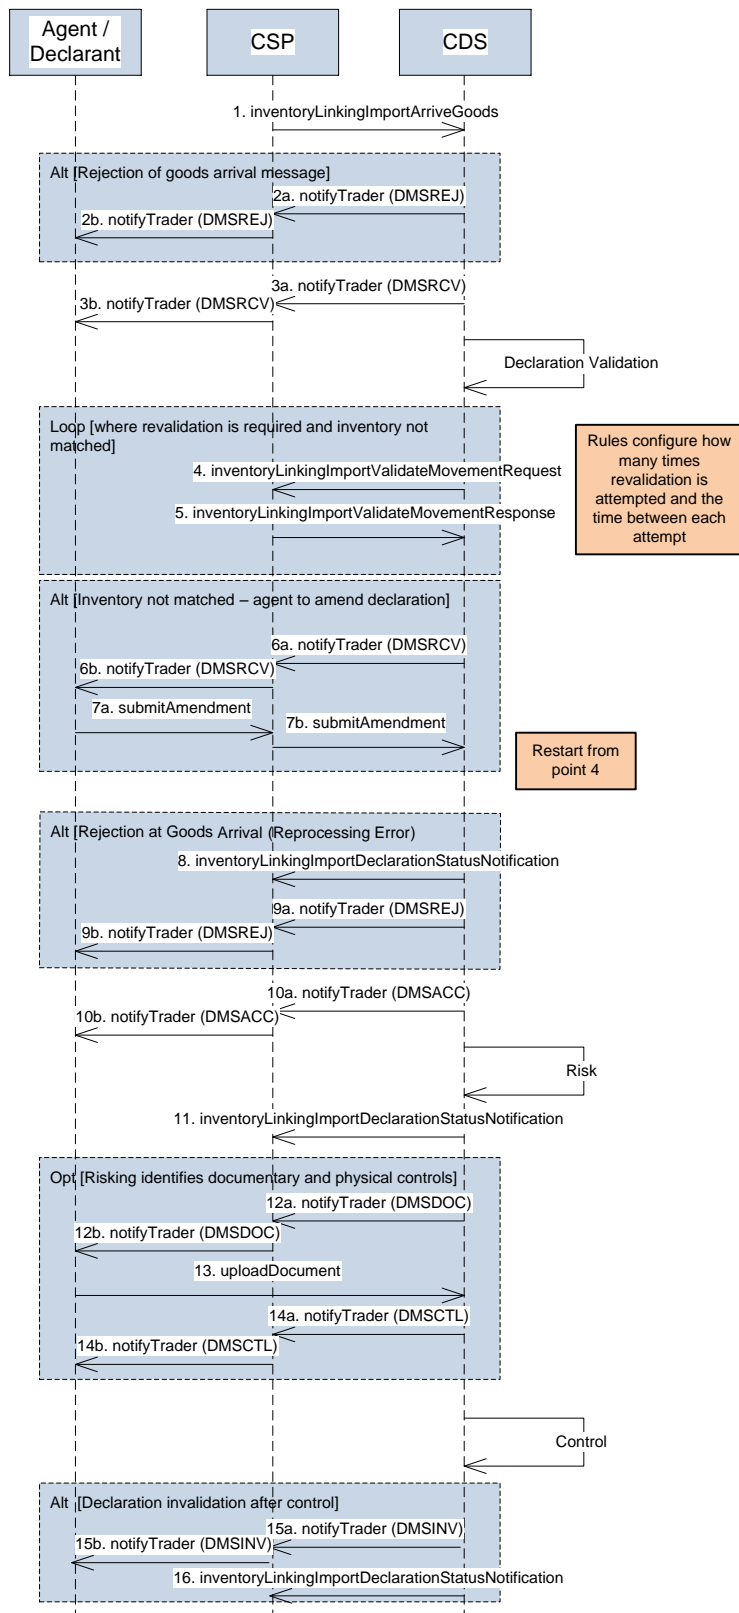 Agent /
Declarant
CSP
CDS
1. inventoryLinkingImportArriveGoods
Alt [Rejection of goods arrival message]
2a. notifyTrader (DMSREJ)
2b. notifyTrader (DMSREJ)
3a. notifyTrader (DMSRCV)
3b. notifyTrader (DMSRCV)
Declaration Validation
Loop [where revalidation is required and inventory not
matched]
4. inventoryLinkingImportValidateMovementRequest
5. inventoryLinkingImportValidateMovementResponse
Rules configure how
many times
revalidation is
attempted and the
time between each
attempt
Alt [Inventory not matched – agent to amend declaration]
6a. notifyTrader (DMSRCV)
6b. notifyTrader (DMSRCV)
7a. submitAmendment
7b. submitAmendment
Restart from
point 4
Alt [Rejection at Goods Arrival (Reprocessing Error)
8. inventoryLinkingImportDeclarationStatusNotification
9a. notifyTrader (DMSREJ)
9b. notifyTrader (DMSREJ)
10a. notifyTrader (DMSACC)
10b. notifyTrader (DMSACC)
Risk
11. inventoryLinkingImportDeclarationStatusNotification
Opt [Risking identifies documentary and physical controls]
12a. notifyTrader (DMSDOC)
12b. notifyTrader (DMSDOC)
13. uploadDocument
14a. notifyTrader (DMSCTL)
14b. notifyTrader (DMSCTL)
Control
Alt [Declaration invalidation after control]
15a. notifyTrader (DMSINV)
15b. notifyTrader (DMSINV)
16. inventoryLinkingImportDeclarationStatusNotification